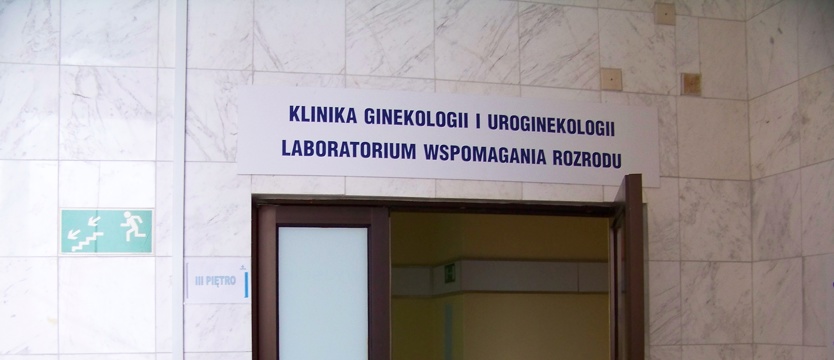 KLINIKA GINEKOLOGII I UROGINEKOLOGII
LABORATORIUM WSPOMAGANIA ROZRODU
III PIĘTRO